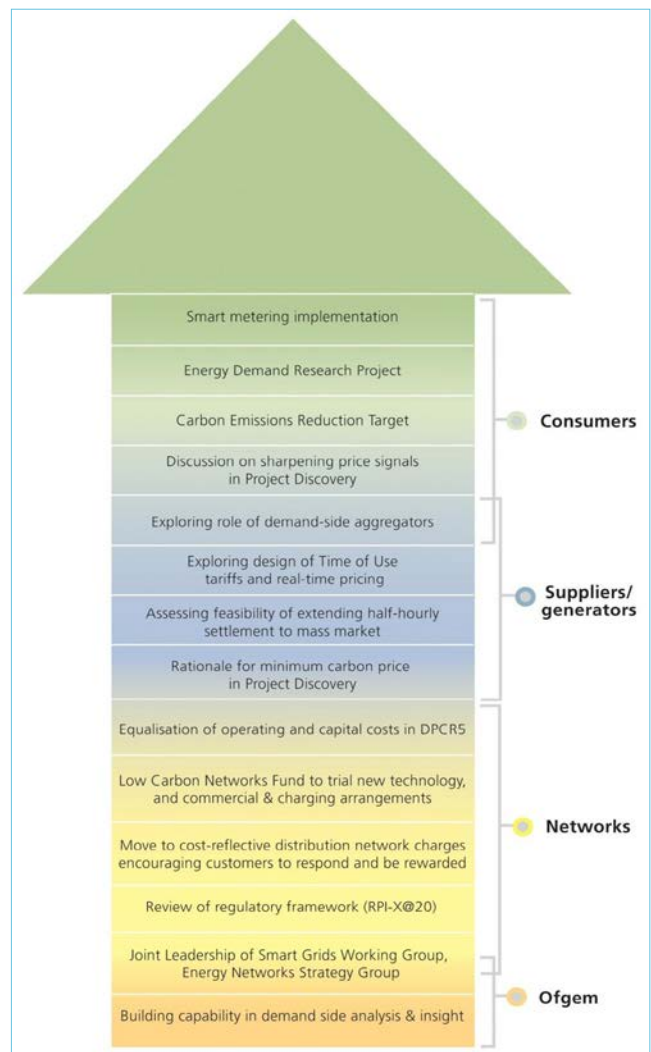 Smart metering implementation
Energy Demand Research Project
Carbon Emissions Reduction Target
Discussion on sharpening price signals
in Project Discovery
Exploring role of demand-side aggregators
Exploring design of Time of Use
tariffs and real-time pricing
Assessing feasibility of extending half-hourly
settlement to mass market
Rationale for minimum carbon price
in Project Discovery
Equalisation of operating and capital costs in DPCR5
Low Carbon Networks Fund to trial new technology,
and commercial & charging arrangements
Move to cost-reflective distribution network charges
encouraging customers to respond and be rewarded
Review of regulatory framework (RPI-X@20)
Joint Leadership of Smart Grids Working Group,
Energy Networks Strategy Group
Building capability in demand side analysis & insight
Consumers
Suppliers/
generators
Networks
Ofgem